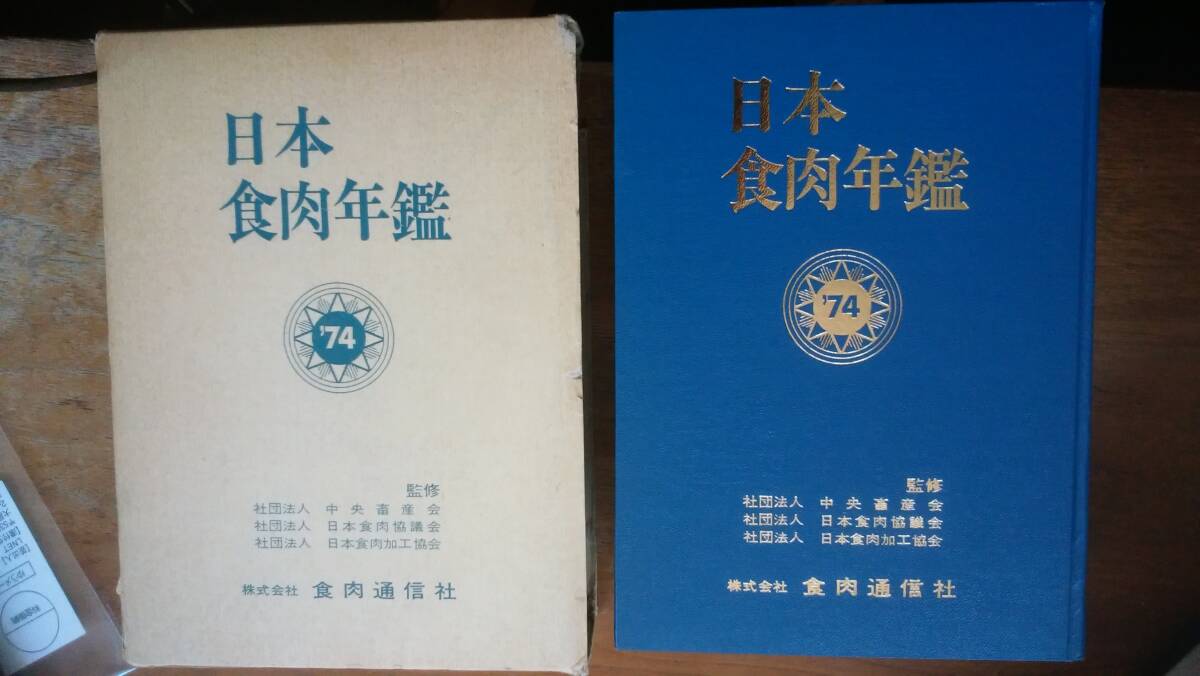 日本
食肉年鑑
'74
監修
社団法人 中央畜産会
社団法人 日本食肉協議会
社団法人 日本食肉加工協会
株式会社 食肉通信社
日本
食肉年鑑
'74
監修
社団法人 中央畜産会
社団法人 日本食肉協議会
社団法人 日本食肉加工協会
株式会社 食肉通信社